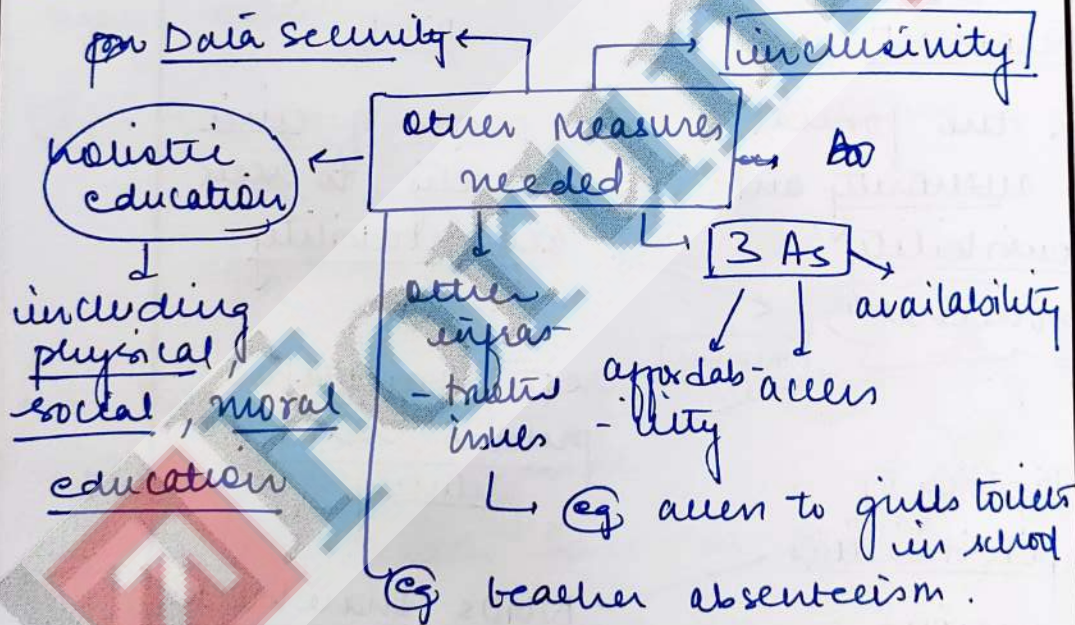 Data Security
inclusivity
other measures
needed
holistic
education
3 As
including
physical,
social, moral
education
other
infras-
issues
affordab-
-ility
access
availability
eg access to girls toilets
in school
eg teacher absenteeism.
Forum